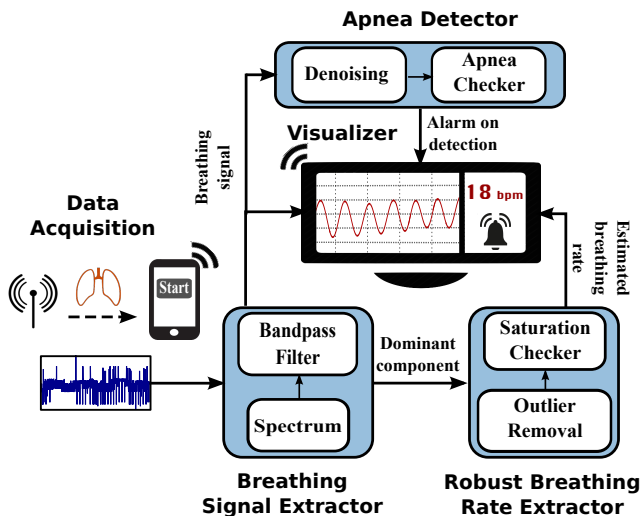 Apnea Detector
Denoising
Apnea
Checker
Visualizer
Alarm on
detection
Breathing
signal
18 bpm
Data
Acquisition
Start
Estimated
breathing
rate
Bandpass
Filter
Spectrum
Dominant
component
Saturation
Checker
Outlier
Removal
Breathing
Signal Extractor
Robust Breathing
Rate Extractor